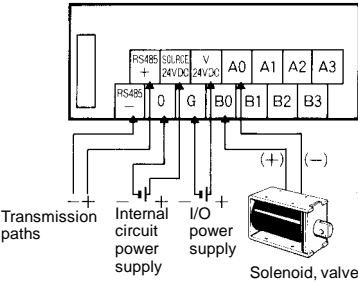 RS485 + SOURCE 24VDC V 24VDC A0 A1 A2 A3
RS485 − 0 G B0 B1 B2 B3
(+) (−)
− + − + − +
Transmission paths
Internal circuit power supply
I/O power supply
Solenoid, valve